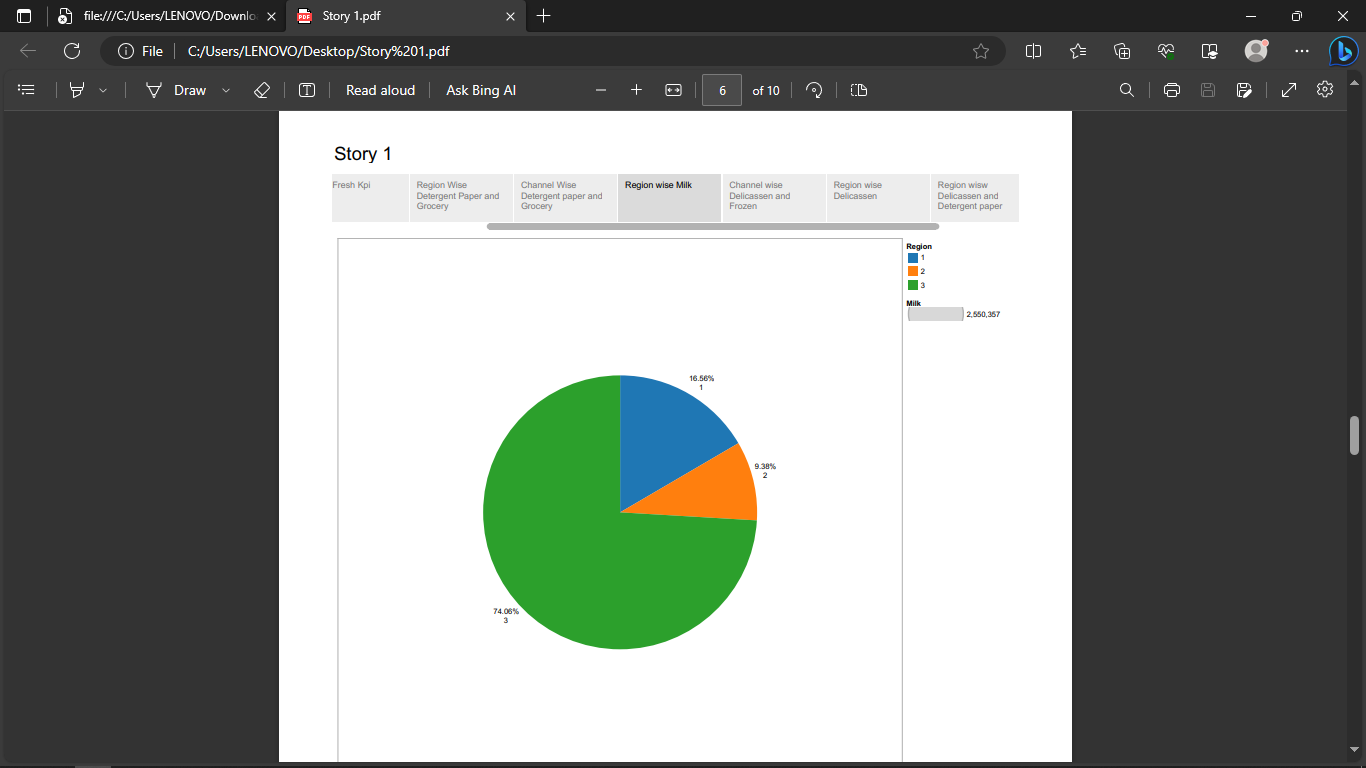 file:///C:/Users/LENOVO/Downlo
Story 1.pdf
File
C:/Users/LENOVO/Desktop/Story%201.pdf
Draw
Read aloud
Ask Bing AI
6
of 10
Story 1
Fresh Kpi
Region Wise
Detergent Paper and
Grocery
Channel Wise
Detergent paper and
Grocery
Region wise Milk
Channel wise
Delicassen and
Frozen
Region wise
Delicassen
Region wisw
Delicassen and
Detergent paper
Region
1
2
3
Milk
2,550,357
16.56%
1
9.38%
2
74.06%
3